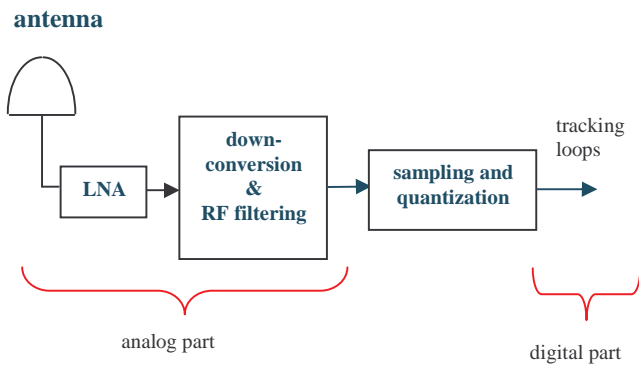 antenna
LNA
down-
conversion
&
RF filtering
sampling and
quantization
tracking
loops
analog part
digital part